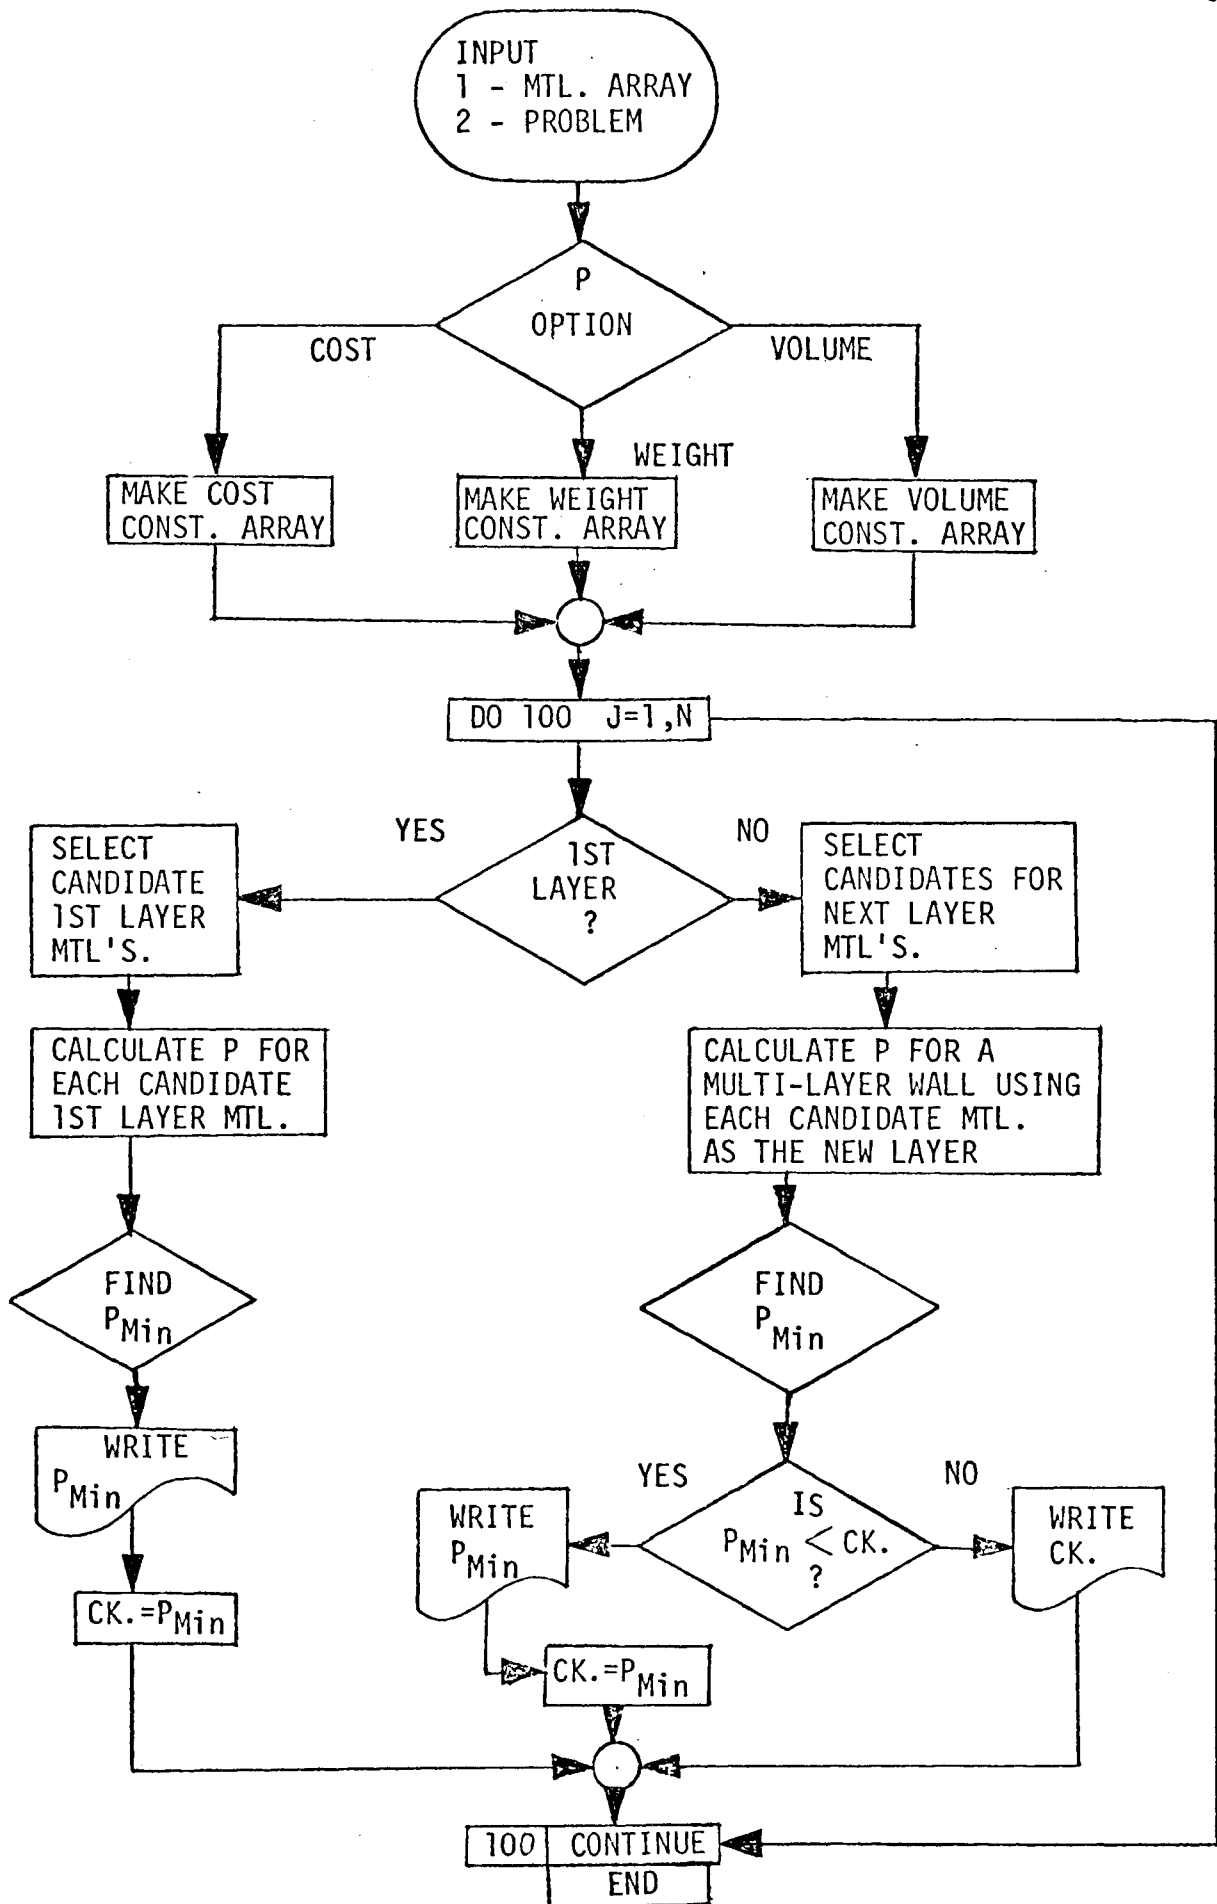 INPUT
1 - MTL. ARRAY
2 - PROBLEM
P
OPTION
COST
VOLUME
WEIGHT
MAKE COST
CONST. ARRAY
MAKE WEIGHT
CONST. ARRAY
MAKE VOLUME
CONST. ARRAY
DO 100 J=1,N
YES
NO
1ST
LAYER
?
SELECT
CANDIDATE
1ST LAYER
MTL'S.
SELECT
CANDIDATES FOR
NEXT LAYER
MTL'S.
CALCULATE P FOR
EACH CANDIDATE
1ST LAYER MTL.
CALCULATE P FOR A
MULTI-LAYER WALL USING
EACH CANDIDATE MTL.
AS THE NEW LAYER
FIND
PMin
FIND
PMin
WRITE
PMin
YES
NO
IS
PMin < CK.
?
WRITE
PMin
WRITE
CK.
CK.=PMin
CK.=PMin
100 CONTINUE
END